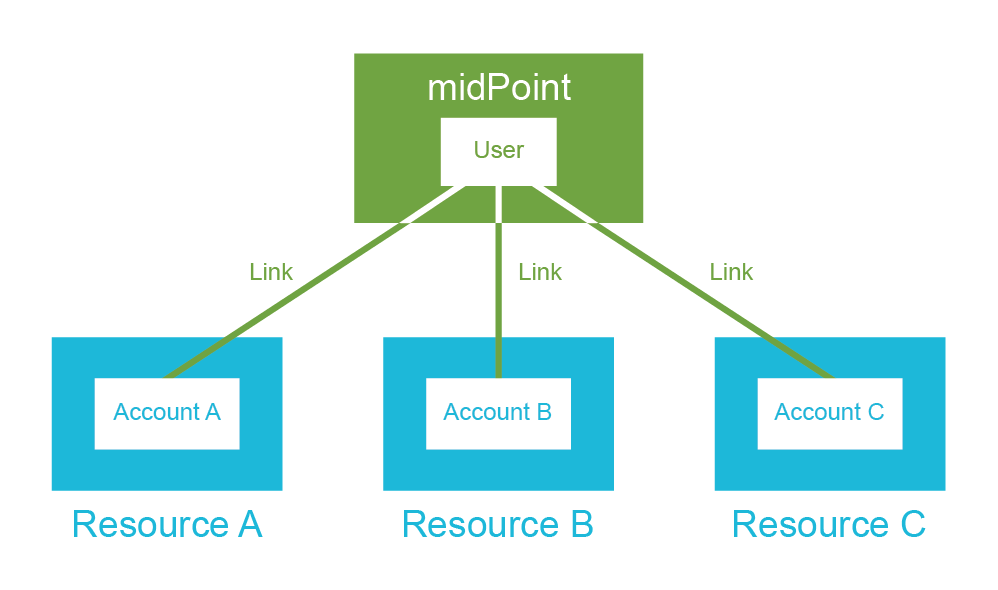 midPoint
User
Link
Link
Link
Account A
Account B
Account C
Resource A
Resource B
Resource C